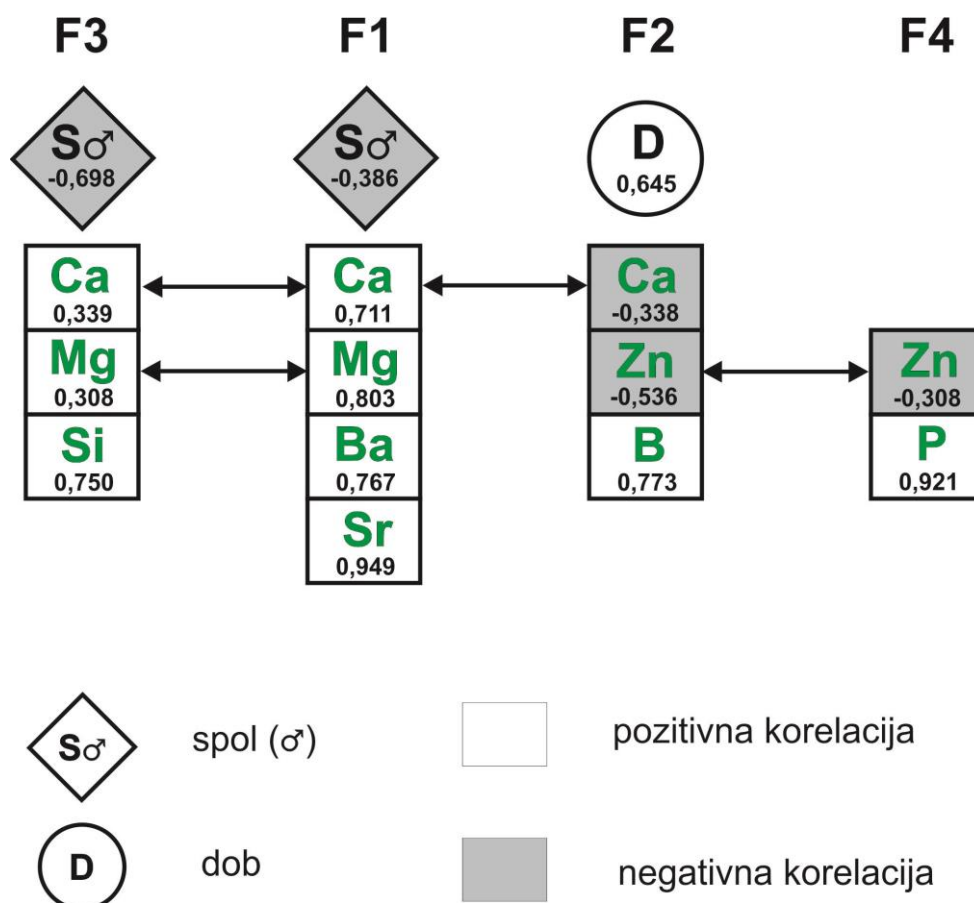 F3 F1 F2 F4
S♂ S♂ D
-0,698 -0,386 0,645
Ca Ca Ca
0,339 0,711 -0,338
Mg Mg Zn Zn
0,308 0,803 -0,536 -0,308
Si Ba B P
0,750 0,767 0,773 0,921
Sr
0,949
S♂ spol (♂) pozitivna korelacija
D dob negativna korelacija